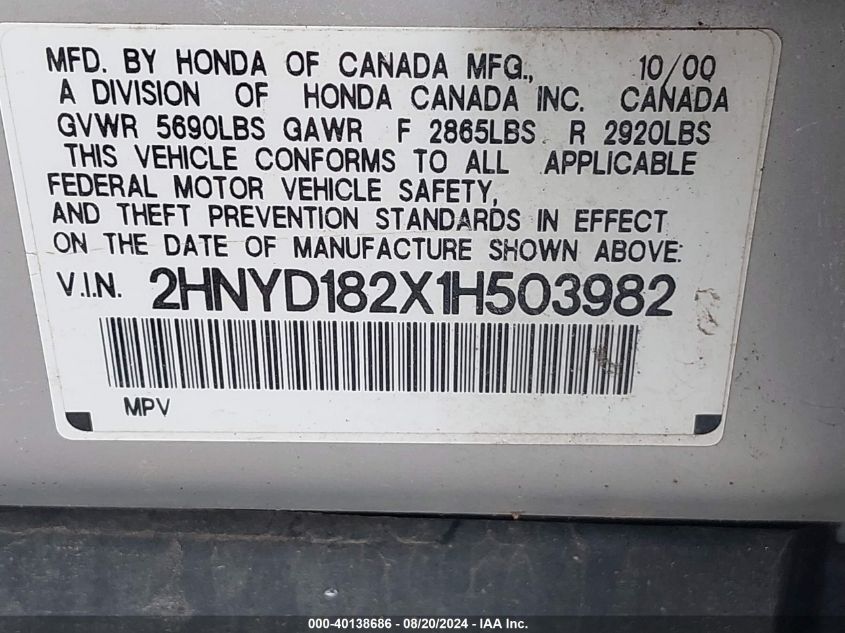 MFD. BY HONDA OF CANADA MFG., 10/00
A DIVISION OF HONDA CANADA INC. CANADA
GVWR 5690LBS GAWR F 2865LBS R 2920LBS
THIS VEHICLE CONFORMS TO ALL APPLICABLE
FEDERAL MOTOR VEHICLE SAFETY,
AND THEFT PREVENTION STANDARDS IN EFFECT
ON THE DATE OF MANUFACTURE SHOWN ABOVE:
V.I.N. 2HNYD182X1H503982
MPV
000-40138686 - 08/20/2024 - IAA Inc.